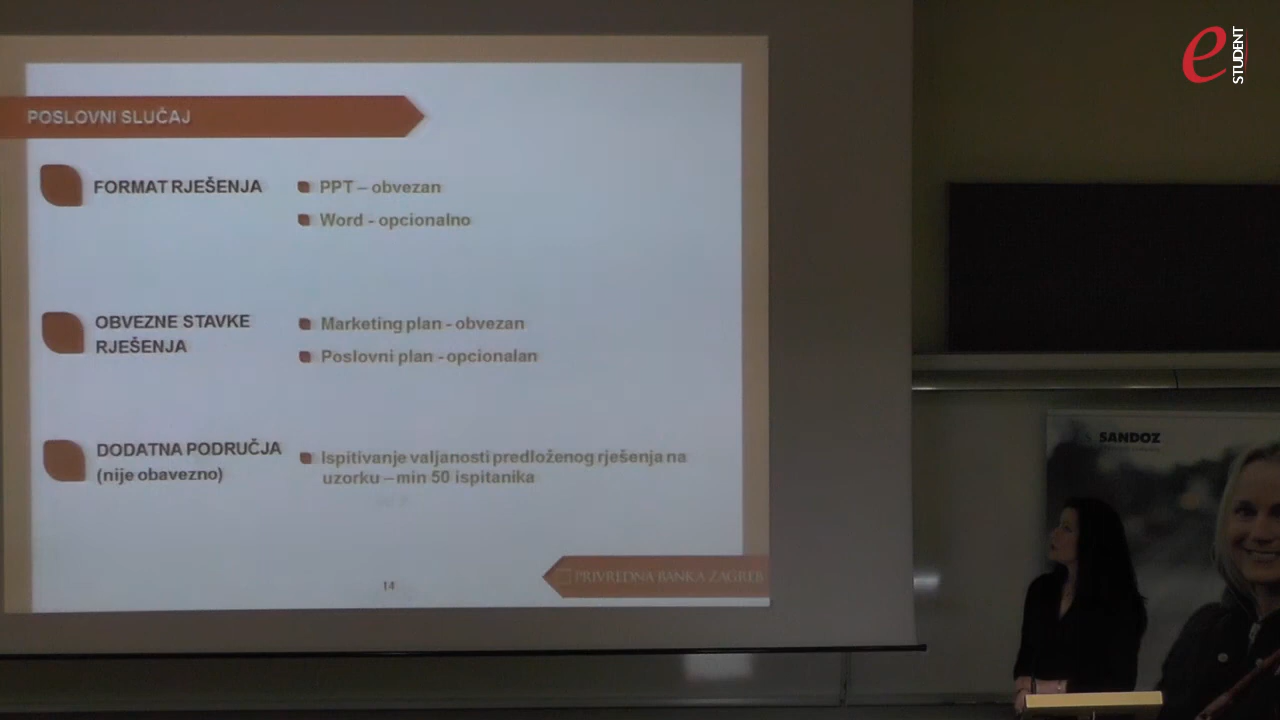 e
STUDENT
POSLOVNI SLUČAJ
FORMAT RJEŠENJA
PPT – obvezan
Word - opcionalno
OBVEZNE STAVKE
RJEŠENJA
Marketing plan - obvezan
Poslovni plan - opcionalan
DODATNA PODRUČJA
(nije obavezno)
Ispitivanje valjanosti predloženog rješenja na
uzorku – min 50 ispitanika
14
PRIVREDNA BANKA ZAGREB
SANDOZ